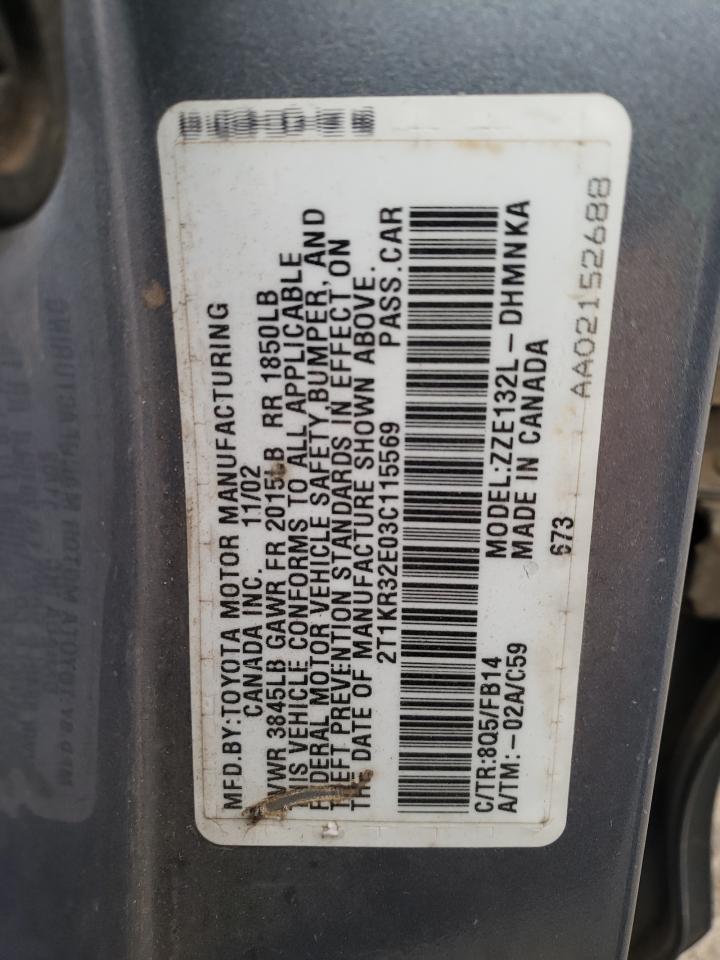 MFD.BY:TOYOTA MOTOR MANUFACTURING
CANADA INC. 11/02
GVWR 3845LB GAWR FR 2015LB RR 1850LB
THIS VEHICLE CONFORMS TO ALL APPLICABLE
FEDERAL MOTOR VEHICLE SAFETY, BUMPER, AND
THEFT PREVENTION STANDARDS IN EFFECT ON
THE DATE OF MANUFACTURE SHOWN ABOVE.
2T1KR32E03C115569 PASS.CAR
C/TR:8Q5/FB14 MODEL:ZZE132L-DHMNKA
A/TM:-02A/C59 MADE IN CANADA
673
AA02152688